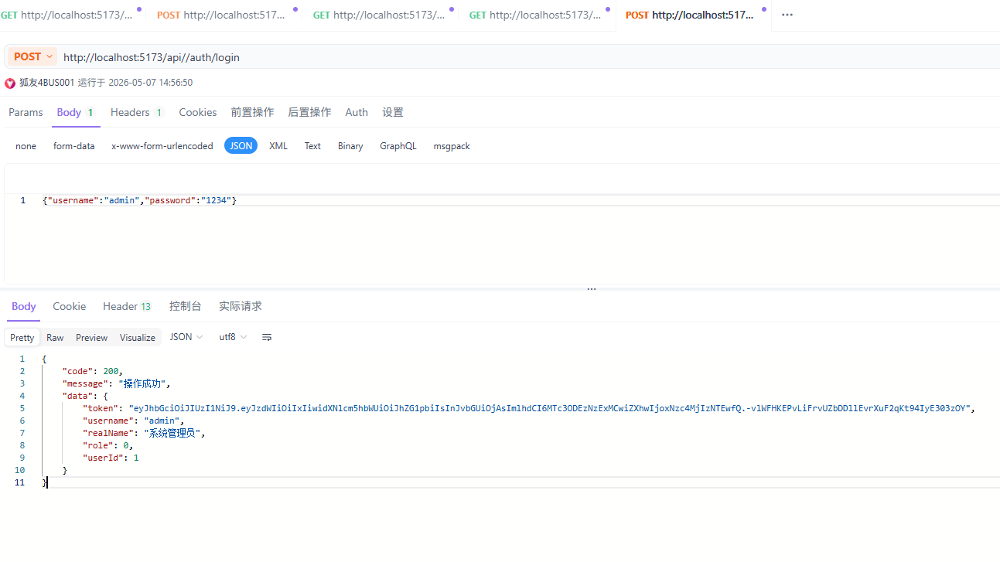 GET http://localhost:5173/... POST http://localhost:517... GET http://localhost:5173/... GET http://localhost:5173/... POST http://localhost:517... ...
POST http://localhost:5173/api//auth/login
狐友4BUS001 运行于 2026-05-07 14:56:50
Params Body 1 Headers 1 Cookies 前置操作 后置操作 Auth 设置
none form-data x-www-form-urlencoded JSON XML Text Binary GraphQL msgpack
1 {"username":"admin","password":"1234"}
...
Body Cookie Header 13 控制台 实际请求
Pretty Raw Preview Visualize JSON utf8
1 {
2 "code": 200,
3 "message": "操作成功",
4 "data": {
5 "token": "eyJhbGciOiJIUzI1NiJ9.eyJzdWIiOiIxIiwidXNlcm5hbWUiOiJhZG1pbiIsInJvbGUiOjAsImlhdCI6MTc3ODEzNzExMCwiZXhwIjoxNzc4MjIzNTEwfQ.-vlWFHKEPvLiFrvUZbDDllEvrXuF2qKt94IyE303zOY",
6 "username": "admin",
7 "realName": "系统管理员",
8 "role": 0,
9 "userId": 1
10 }
11 }